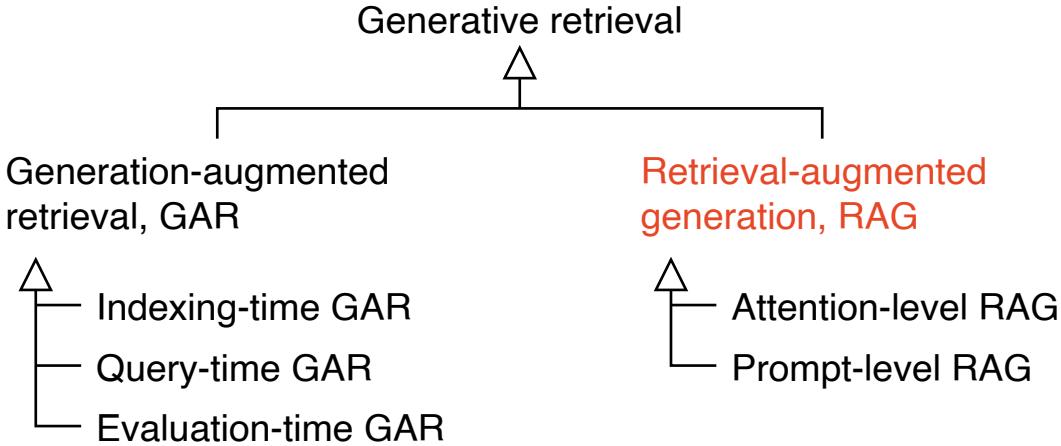 Generative retrieval
Generation-augmented
retrieval, GAR
Indexing-time GAR
Query-time GAR
Evaluation-time GAR
Retrieval-augmented
generation, RAG
Attention-level RAG
Prompt-level RAG